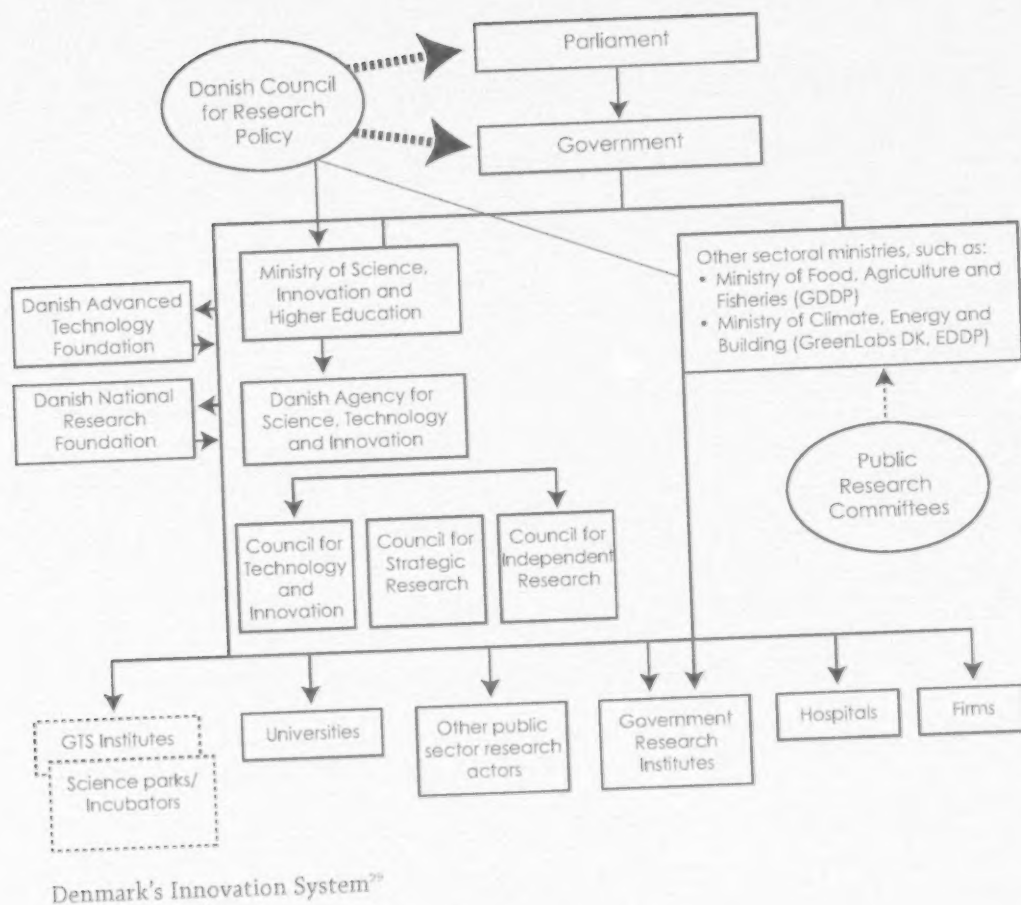 Parliament
Danish Council
for Research
Policy
Government
Ministry of Science,
Innovation and
Higher Education
Other sectoral ministries, such as:
• Ministry of Food, Agriculture and
Fisheries (GDDP)
• Ministry of Climate, Energy and
Building (GreenLabs DK, EDDP)
Danish Advanced
Technology
Foundation
Danish National
Research
Foundation
Danish Agency for
Science, Technology
and Innovation
Public
Research
Committees
Council for
Technology
and
Innovation
Council for
Strategic
Research
Council for
Independent
Research
GTS Institutes
Science parks/
Incubators
Universities
Other public
sector research
actors
Government
Research
Institutes
Hospitals
Firms
Denmark's Innovation System²⁹